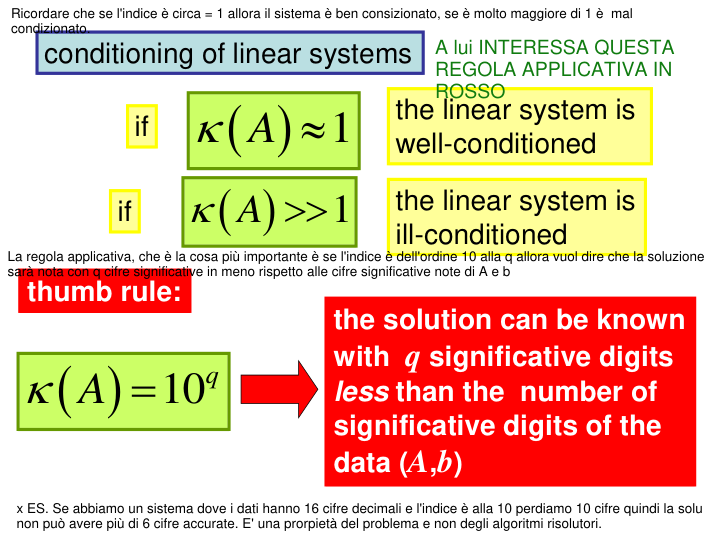 Ricordare che se l'indice è circa = 1 allora il sistema è ben consizionato, se è molto maggiore di 1 è  mal
condizionato.
conditioning of linear systems
A lui INTERESSA QUESTA
REGOLA APPLICATIVA IN
ROSSO
if
κ(A) ≈ 1
the linear system is
well-conditioned
if
κ(A) >> 1
the linear system is
ill-conditioned
La regola applicativa, che è la cosa più importante è se l'indice è dell'ordine 10 alla q allora vuol dire che la soluzione
sarà nota con q cifre significative in meno rispetto alle cifre significative note di A e b
thumb rule:
κ(A) = 10^q
the solution can be known
with q significative digits
less than the number of
significative digits of the
data (A,b)
x ES. Se abbiamo un sistema dove i dati hanno 16 cifre decimali e l'indice è alla 10 perdiamo 10 cifre quindi la solu
non può avere più di 6 cifre accurate. E' una prorpietà del problema e non degli algoritmi risolutori.